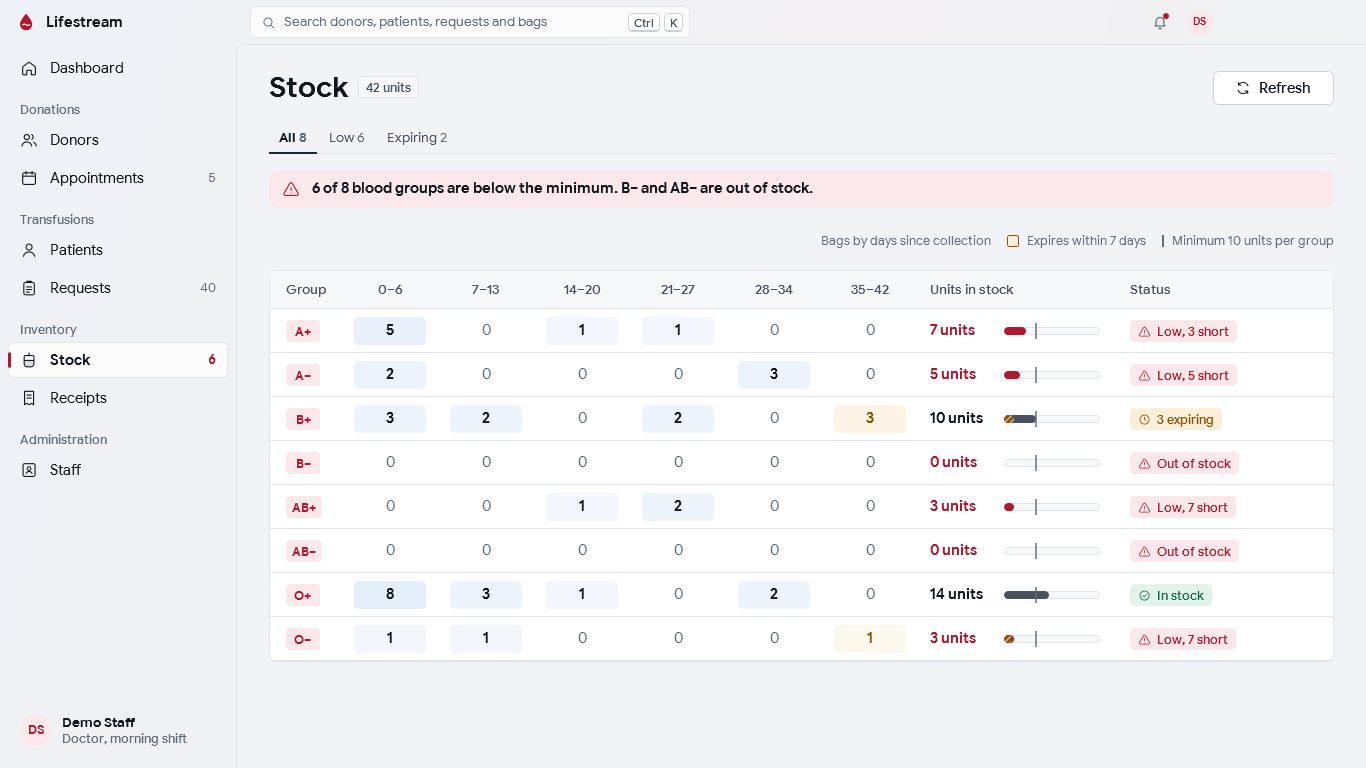 Lifestream
Search donors, patients, requests and bags
Ctrl K
DS
Dashboard
Donations
Donors
Appointments 5
Transfusions
Patients
Requests 40
Inventory
Stock 6
Receipts
Administration
Staff
DS
Demo Staff
Doctor, morning shift
Stock 42 units
Refresh
All 8 Low 6 Expiring 2
6 of 8 blood groups are below the minimum. B− and AB− are out of stock.
Bags by days since collection Expires within 7 days Minimum 10 units per group
Group 0–6 7–13 14–20 21–27 28–34 35–42 Units in stock Status
A+ 5 0 1 1 0 0 7 units Low, 3 short
A− 2 0 0 0 3 0 5 units Low, 5 short
B+ 3 2 0 2 0 3 10 units 3 expiring
B− 0 0 0 0 0 0 0 units Out of stock
AB+ 0 0 1 2 0 0 3 units Low, 7 short
AB− 0 0 0 0 0 0 0 units Out of stock
O+ 8 3 1 0 2 0 14 units In stock
O− 1 1 0 0 0 1 3 units Low, 7 short